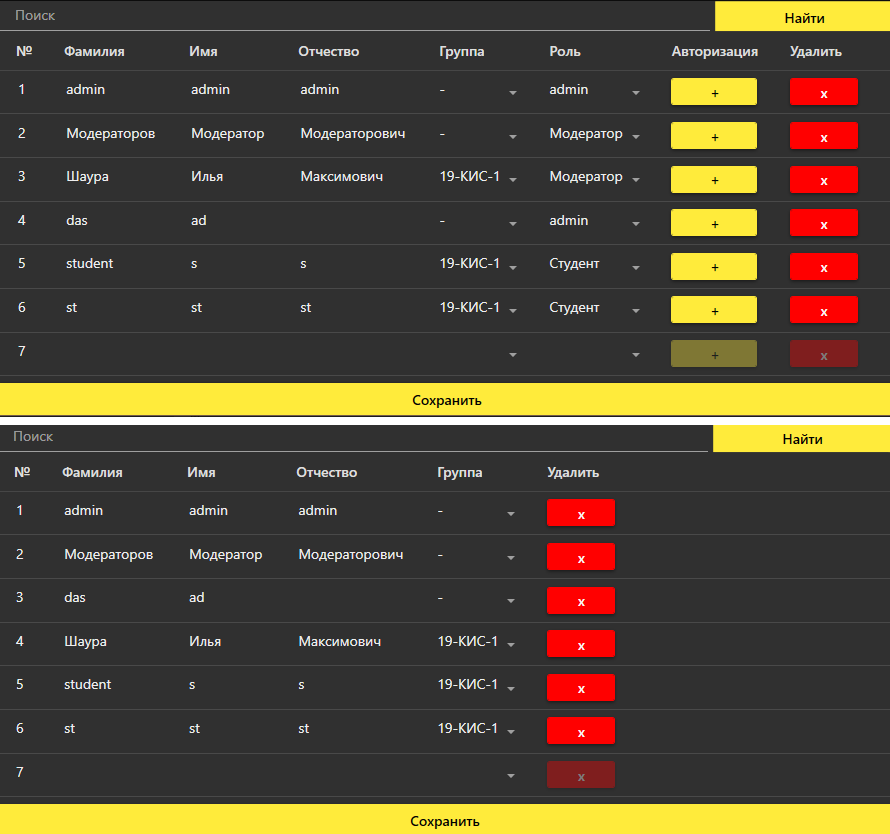 Поиск Найти
№ Фамилия Имя Отчество Группа Роль Авторизация Удалить
1 admin admin admin - admin + x
2 Модераторов Модератор Модераторович - Модератор + x
3 Шаура Илья Максимович 19-КИС-1 Модератор + x
4 das ad - admin + x
5 student s s 19-КИС-1 Студент + x
6 st st st 19-КИС-1 Студент + x
7 + x
Сохранить
Поиск Найти
№ Фамилия Имя Отчество Группа Удалить
1 admin admin admin - x
2 Модераторов Модератор Модераторович - x
3 das ad - x
4 Шаура Илья Максимович 19-КИС-1 x
5 student s s 19-КИС-1 x
6 st st st 19-КИС-1 x
7 x
Сохранить